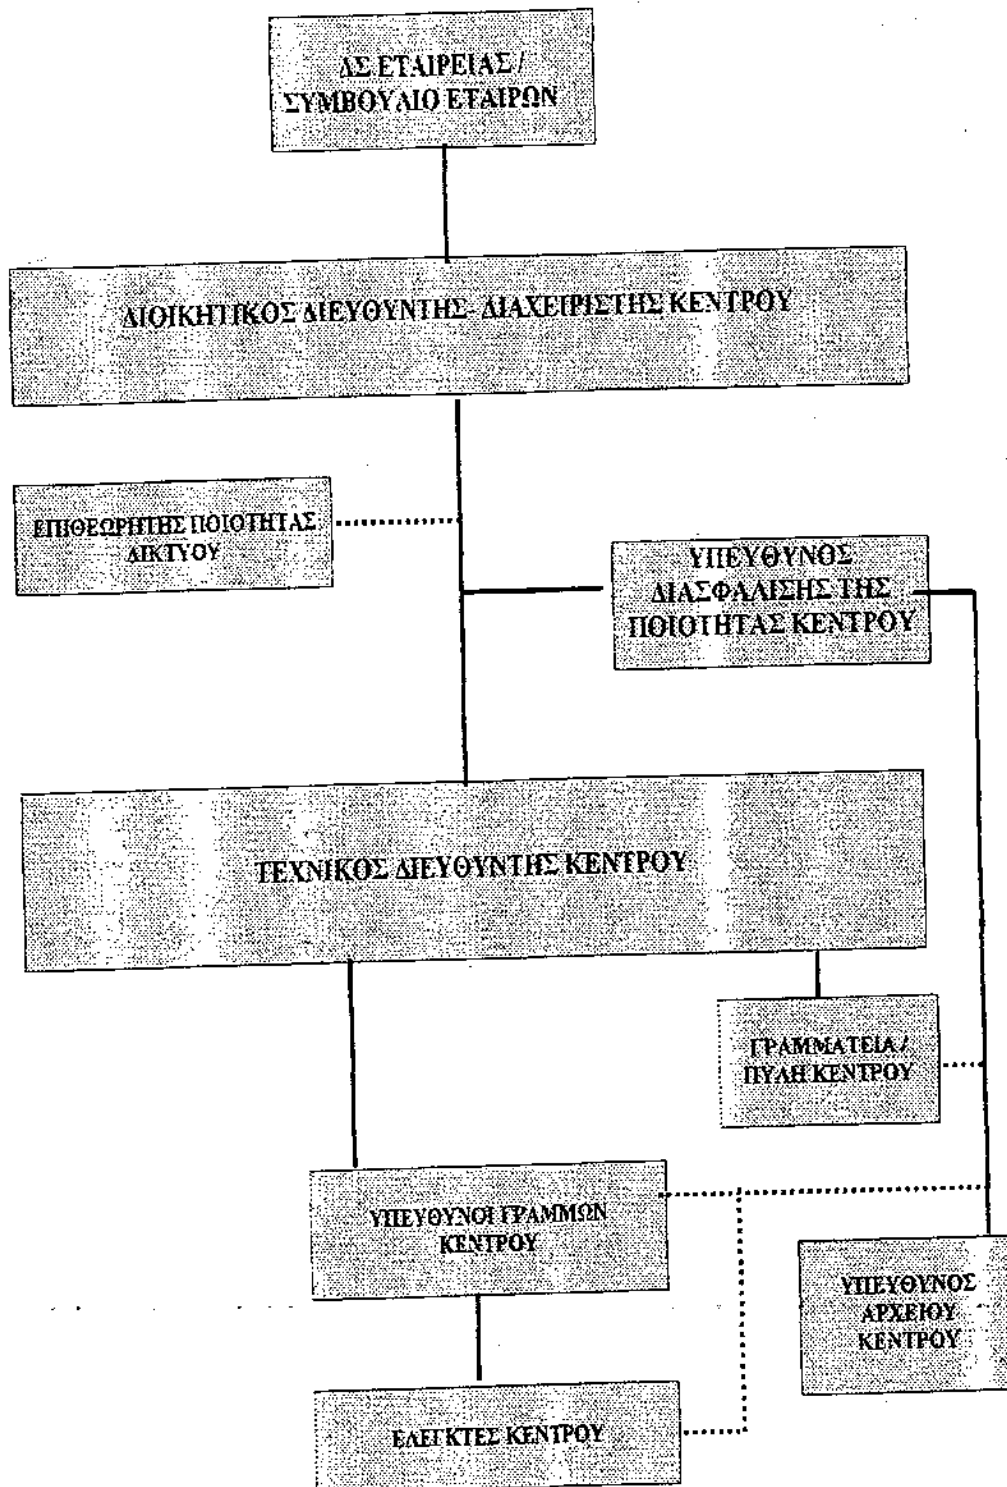 ΔΣ ΕΤΑΙΡΕΙΑΣ /
ΣΥΜΒΟΥΛΙΟ ΕΤΑΙΡΩΝ
ΔΙΟΙΚΗΤΙΚΟΣ ΔΙΕΥΘΥΝΤΗΣ- ΔΙΑΧΕΙΡΙΣΤΗΣ ΚΕΝΤΡΟΥ
ΕΠΙΘΕΩΡΗΤΗΣ ΠΟΙΟΤΗΤΑΣ
ΔΙΚΤΥΟΥ
ΥΠΕΥΘΥΝΟΣ
ΔΙΑΣΦΑΛΙΣΗΣ ΤΗΣ
ΠΟΙΟΤΗΤΑΣ ΚΕΝΤΡΟΥ
ΤΕΧΝΙΚΟΣ ΔΙΕΥΘΥΝΤΗΣ ΚΕΝΤΡΟΥ
ΓΡΑΜΜΑΤΕΙΑ /
ΠΥΛΗ ΚΕΝΤΡΟΥ
ΥΠΕΥΘΥΝΟΙ ΓΡΑΜΜΩΝ
ΚΕΝΤΡΟΥ
ΥΠΕΥΘΥΝΟΣ
ΑΡΧΕΙΟΥ
ΚΕΝΤΡΟΥ
ΕΛΕΓΚΤΕΣ ΚΕΝΤΡΟΥ